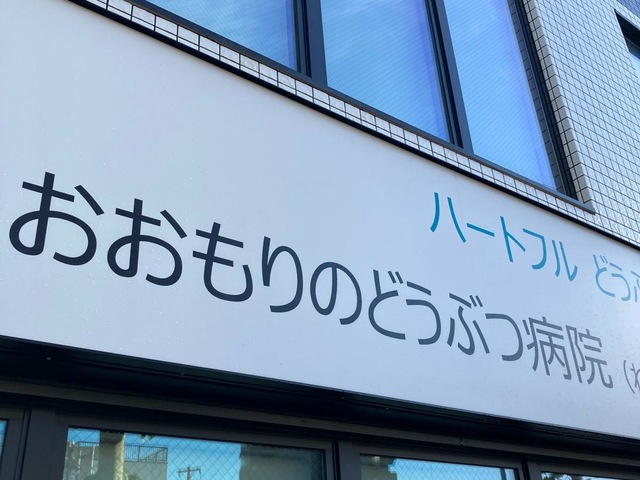 ハートフル どうぶ
おおもりのどうぶつ病院（わ